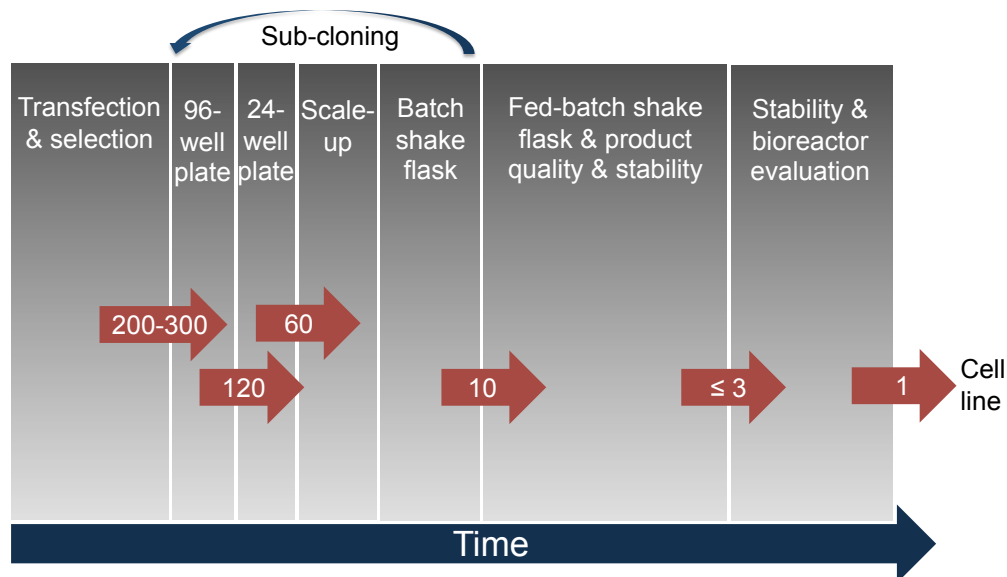 Sub-cloning
Transfection
& selection
96-
well
plate
24-
well
plate
Scale-
up
Batch
shake
flask
Fed-batch shake
flask & product
quality & stability
Stability &
bioreactor
evaluation
200-300
60
120
10
≤ 3
1
Cell
line
Time